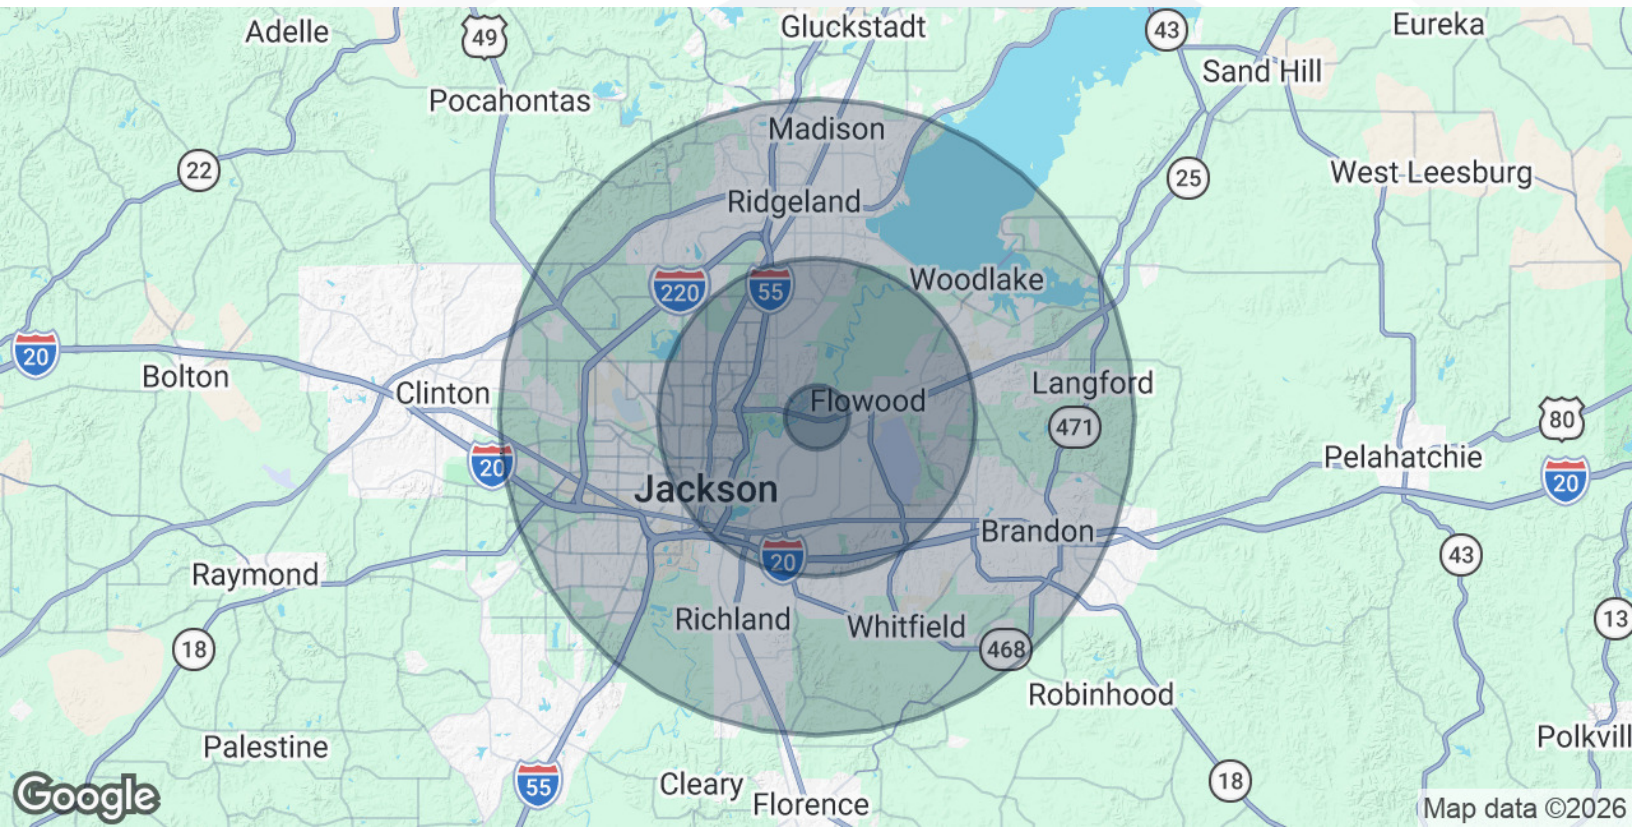 Adelle
49
Gluckstadt
43
Eureka
Sand Hill
Pocahontas
Madison
22
25
West Leesburg
Ridgeland
220
55
Woodlake
20
Bolton
Clinton
Flowood
Langford
471
80
20
Jackson
Pelahatchie
20
Brandon
20
43
Raymond
Richland
Whitfield
13
18
468
Robinhood
Palestine
Polkvill
55
Cleary
18
Google
Florence
Map data ©2026